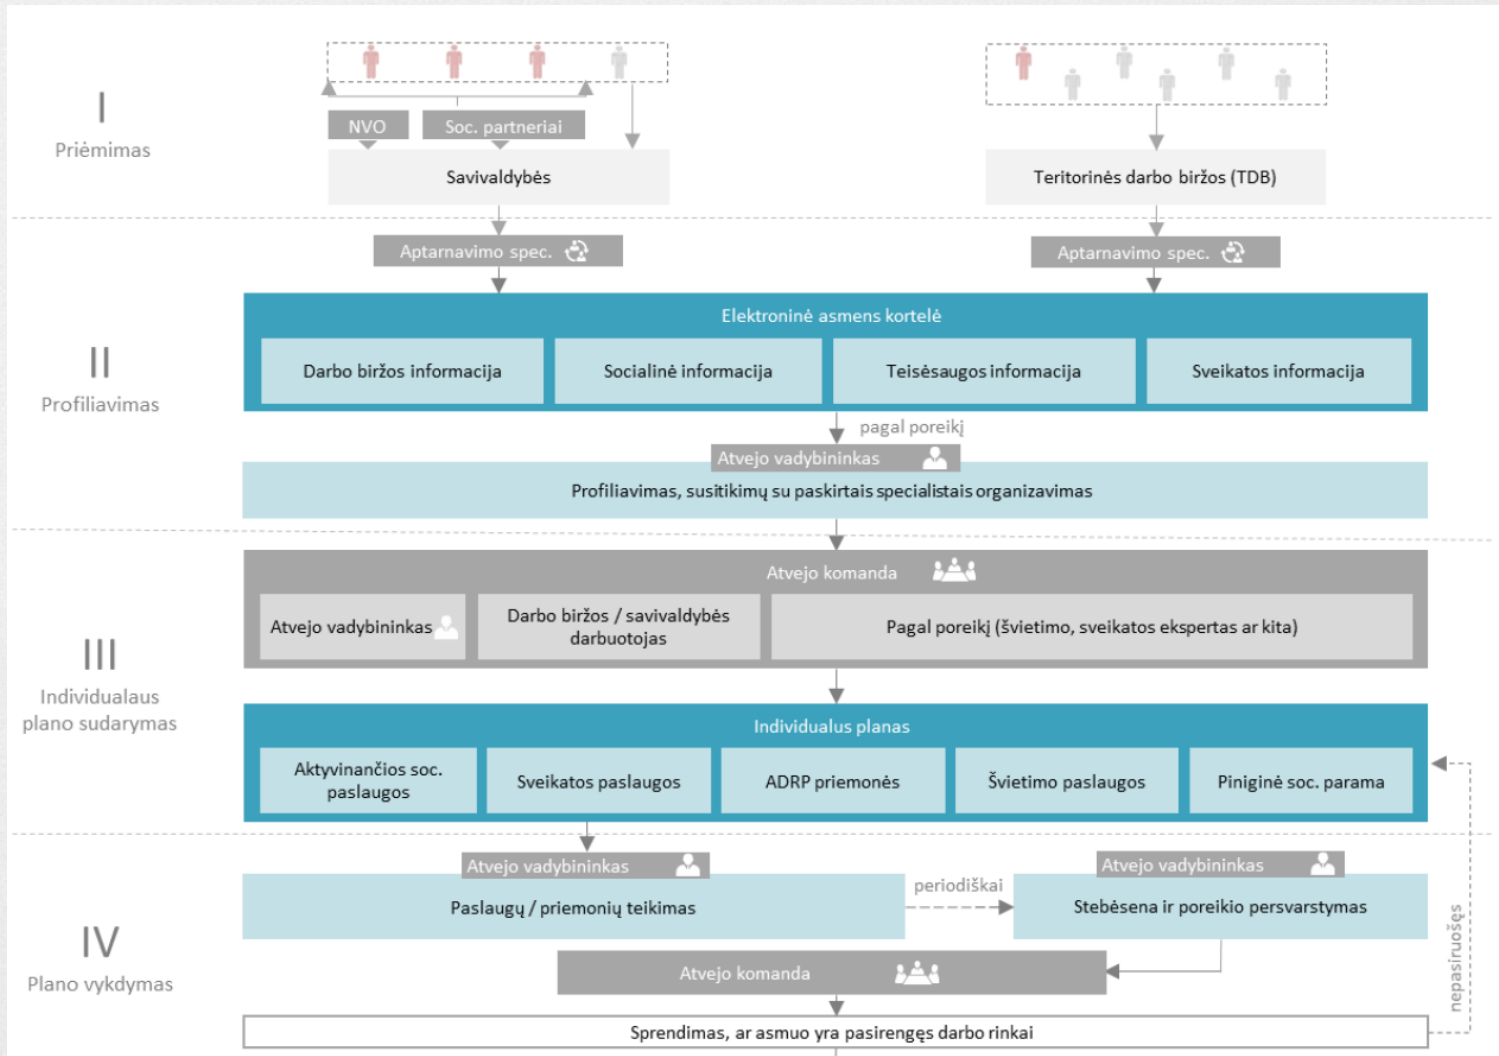 I
Priėmimas
NVO
Soc. partneriai
Savivaldybės
Teritorinės darbo biržos (TDB)
Aptarnavimo spec.
Aptarnavimo spec.
II
Profiliavimas
Elektroninė asmens kortelė
Darbo biržos informacija
Socialinė informacija
Teisėsaugos informacija
Sveikatos informacija
pagal poreikį
Atvejo vadybininkas
Profiliavimas, susitikimų su paskirtais specialistais organizavimas
III
Individualaus
plano sudarymas
Atvejo komanda
Atvejo vadybininkas
Darbo biržos / savivaldybės
darbuotojas
Pagal poreikį (švietimo, sveikatos ekspertas ar kita)
Individualus planas
Aktyvinančios soc.
paslaugos
Sveikatos paslaugos
ADRP priemonės
Švietimo paslaugos
Piniginė soc. parama
IV
Plano vykdymas
Atvejo vadybininkas
Paslaugų / priemonių teikimas
periodiškai
Atvejo vadybininkas
Stebėsena ir poreikio persvarstymas
Atvejo komanda
nepasiruošęs
Sprendimas, ar asmuo yra pasirengęs darbo rinkai